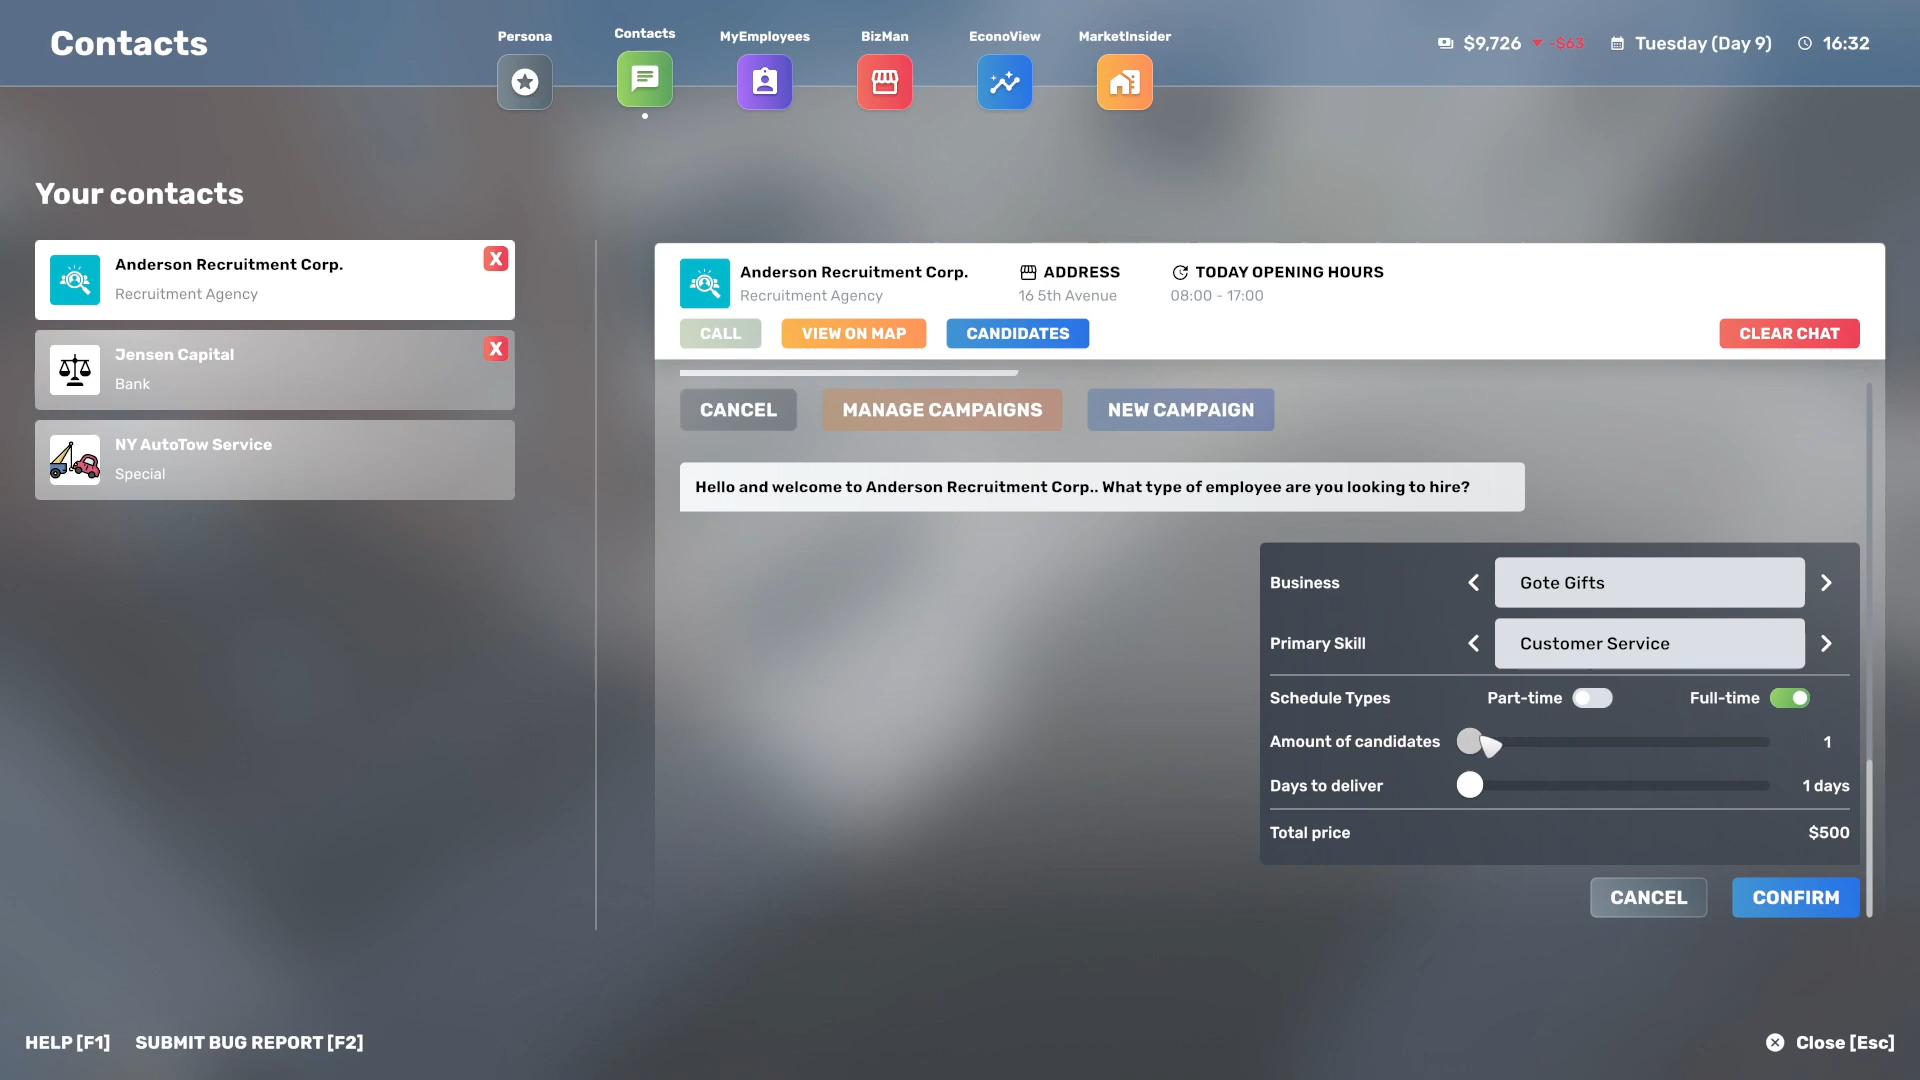 Contacts
Persona
Contacts
MyEmployees
BizMan
EconoView
MarketInsider
$9,726
-$63
Tuesday (Day 9)
16:32
Your contacts
Anderson Recruitment Corp.
X
Recruitment Agency
Jensen Capital
X
Bank
NY AutoTow Service
Special
Anderson Recruitment Corp.
Recruitment Agency
ADDRESS
16 5th Avenue
TODAY OPENING HOURS
08:00 - 17:00
CALL
VIEW ON MAP
CANDIDATES
CLEAR CHAT
CANCEL
MANAGE CAMPAIGNS
NEW CAMPAIGN
Hello and welcome to Anderson Recruitment Corp.. What type of employee are you looking to hire?
Business
Gote Gifts
Primary Skill
Customer Service
Schedule Types
Part-time
Full-time
Amount of candidates
1
Days to deliver
1 days
Total price
$500
CANCEL
CONFIRM
HELP [F1]
SUBMIT BUG REPORT [F2]
Close [Esc]